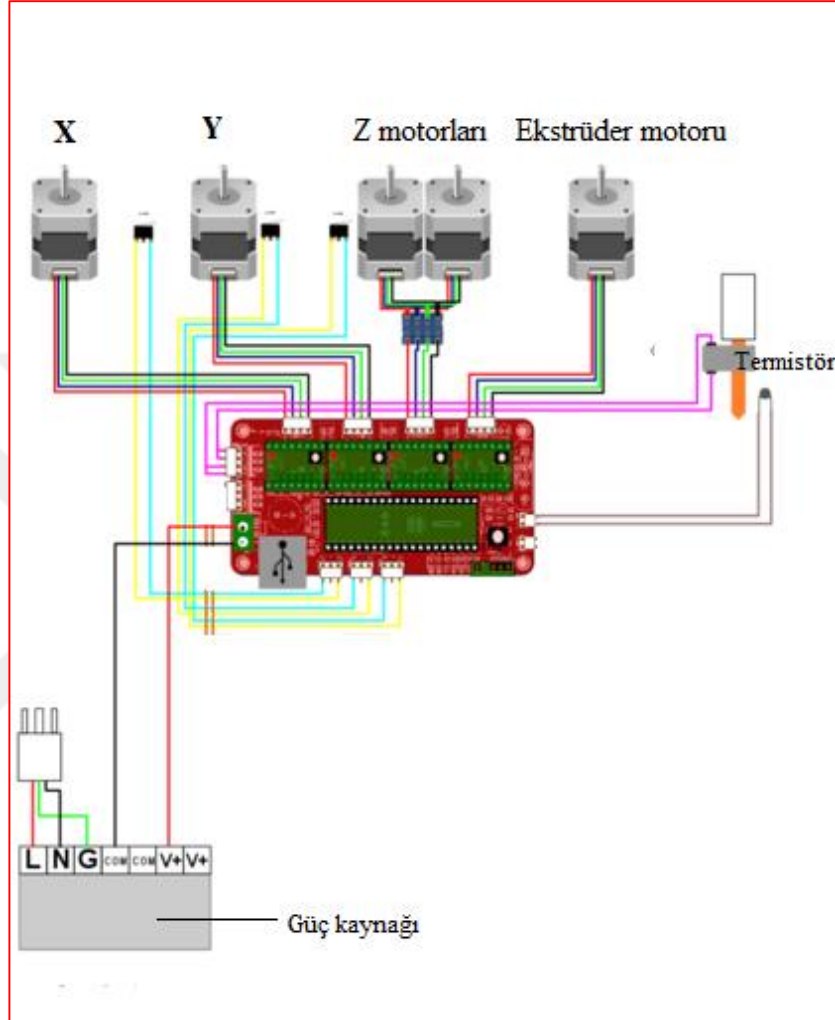 X
Y
Z motorları
Ekstrüder motoru
Termistör
L N G COM COM V+ V+
Güç kaynağı